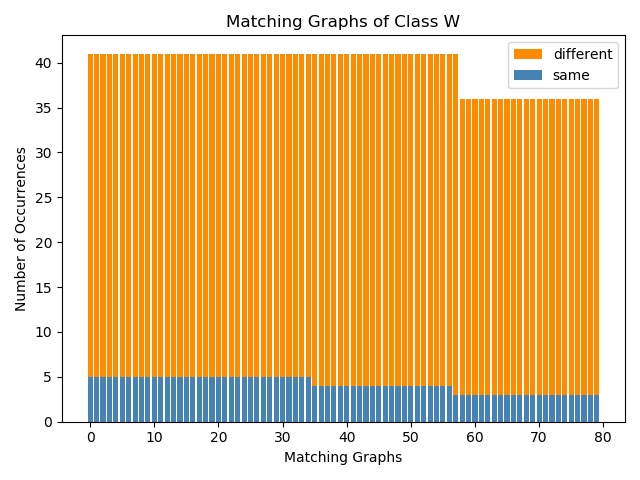 Matching Graphs of Class W
different
same
Number of Occurrences
40
35
30
25
20
15
10
5
0
0 10 20 30 40 50 60 70 80
Matching Graphs